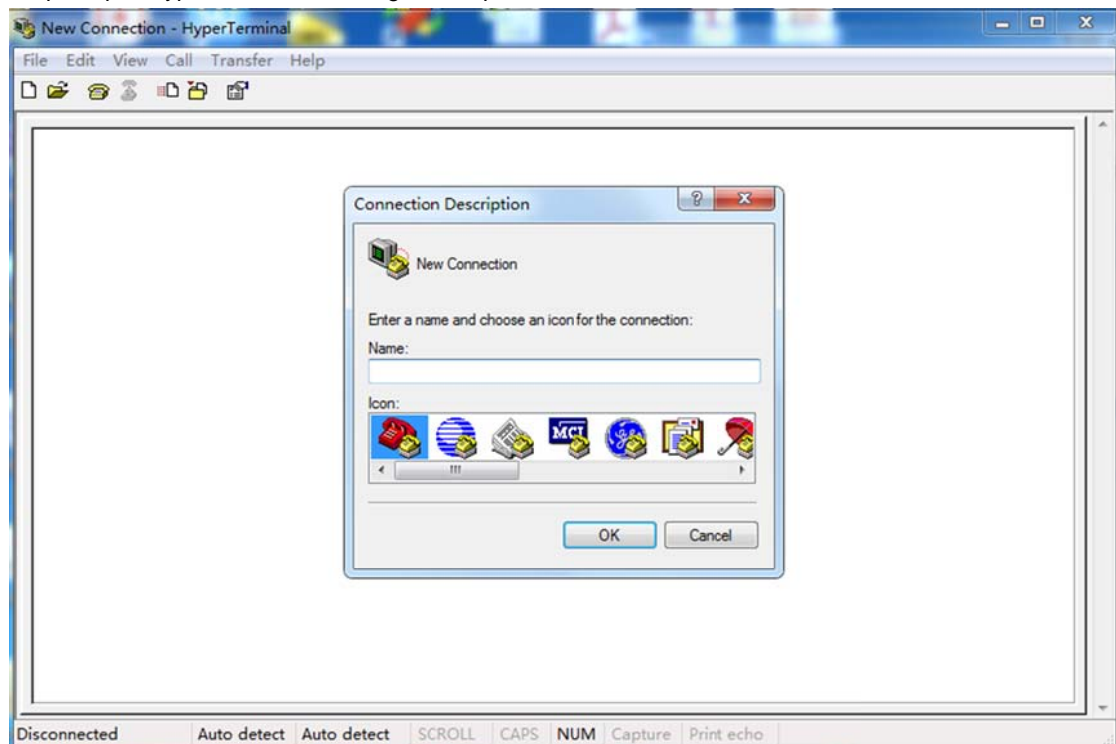 New Connection - HyperTerminal
File Edit View Call Transfer Help
Connection Description
New Connection
Enter a name and choose an icon for the connection:
Name:
Icon:
MCI
OK Cancel
Disconnected Auto detect Auto detect SCROLL CAPS NUM Capture Print echo